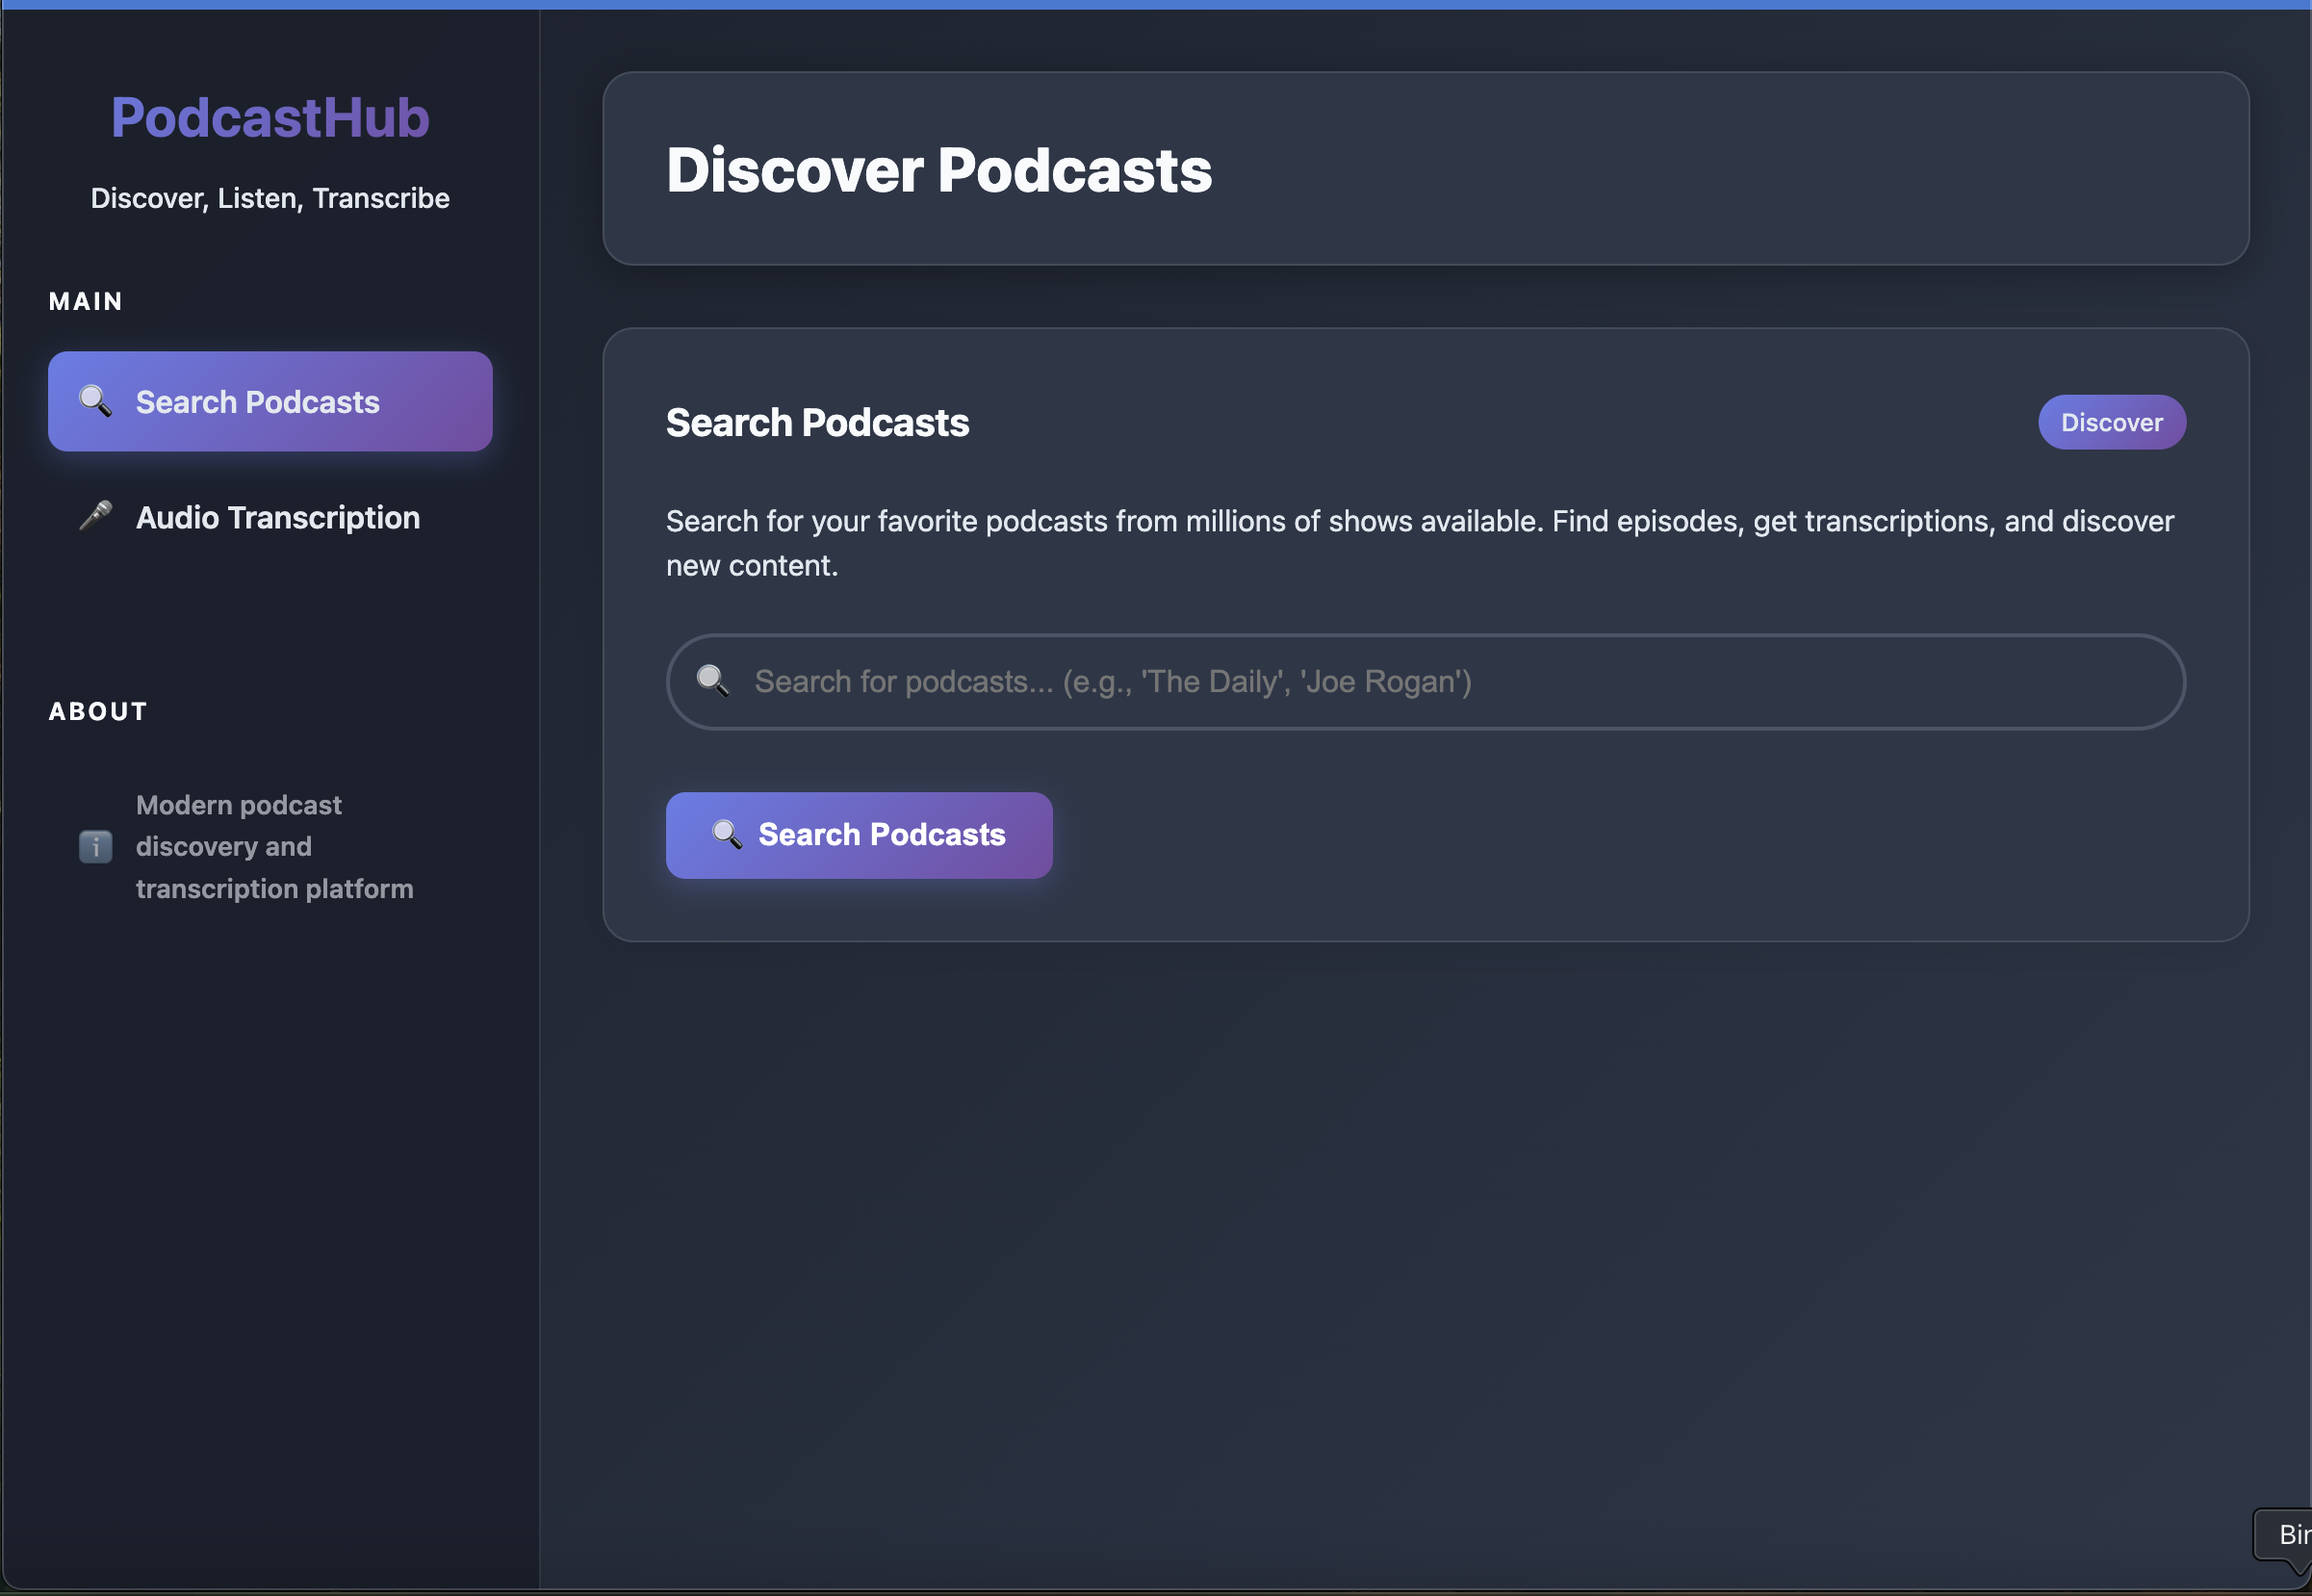 PodcastHub
Discover, Listen, Transcribe
MAIN
Search Podcasts
Audio Transcription
ABOUT
Modern podcast
discovery and
transcription platform
Discover Podcasts
Search Podcasts
Discover
Search for your favorite podcasts from millions of shows available. Find episodes, get transcriptions, and discover
new content.
Search for podcasts... (e.g., 'The Daily', 'Joe Rogan')
Search Podcasts